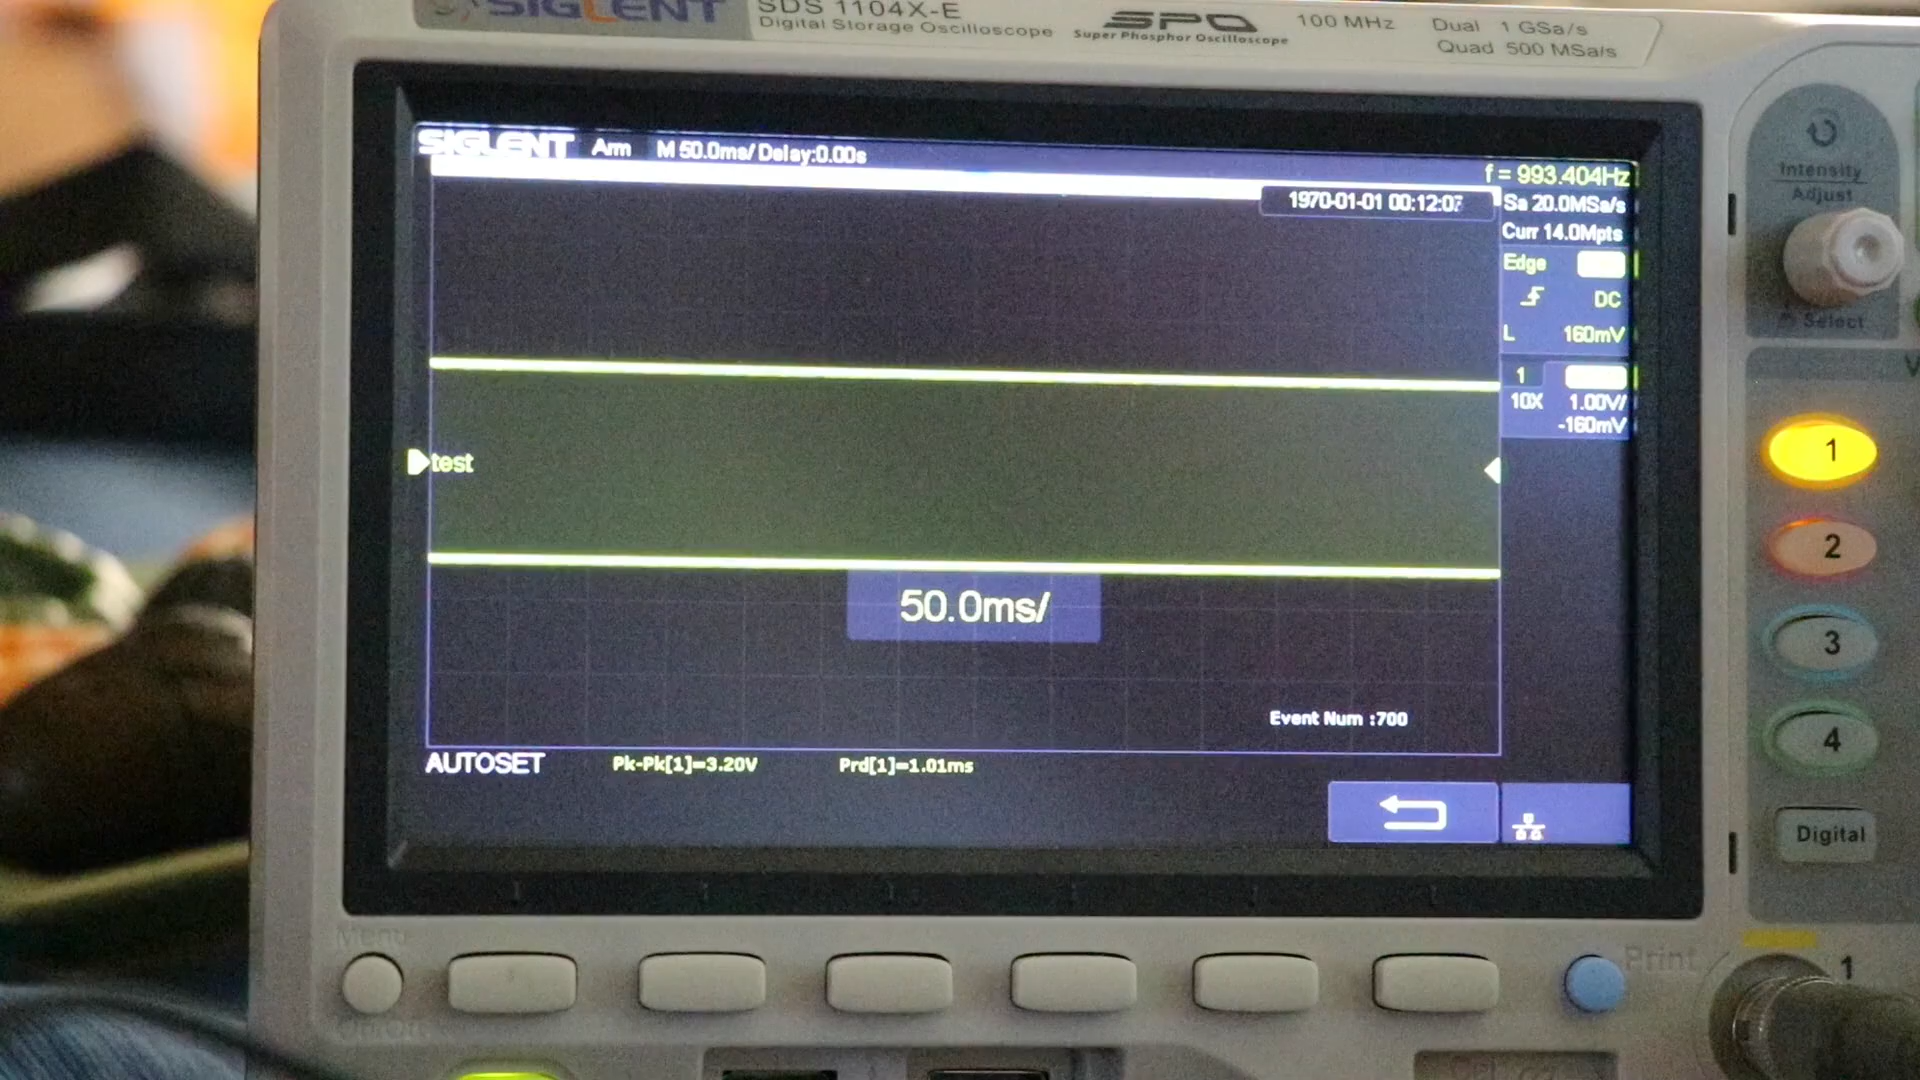 SIGLENT
SDS 1104X-E
Digital Storage Oscilloscope
SPO
Super Phosphor Oscilloscope
100 MHz
Dual 1 GSa/s
Quad 500 MSa/s
SIGLENT Arm M 50.0ms/ Delay:0.00s
f = 993.404Hz
1970-01-01 00:12:07
Sa 20.0MSa/s
Curr 14.0Mpts
Edge
DC
L 160mV
1
10X 1.00V/
-160mV
test
50.0ms/
Event Num :700
AUTOSET
Pk-Pk[1]=3.20V
Prd[1]=1.01ms
Intensity
Adjust
Select
1
2
3
4
Digital
Menu
On/Off
Print
1